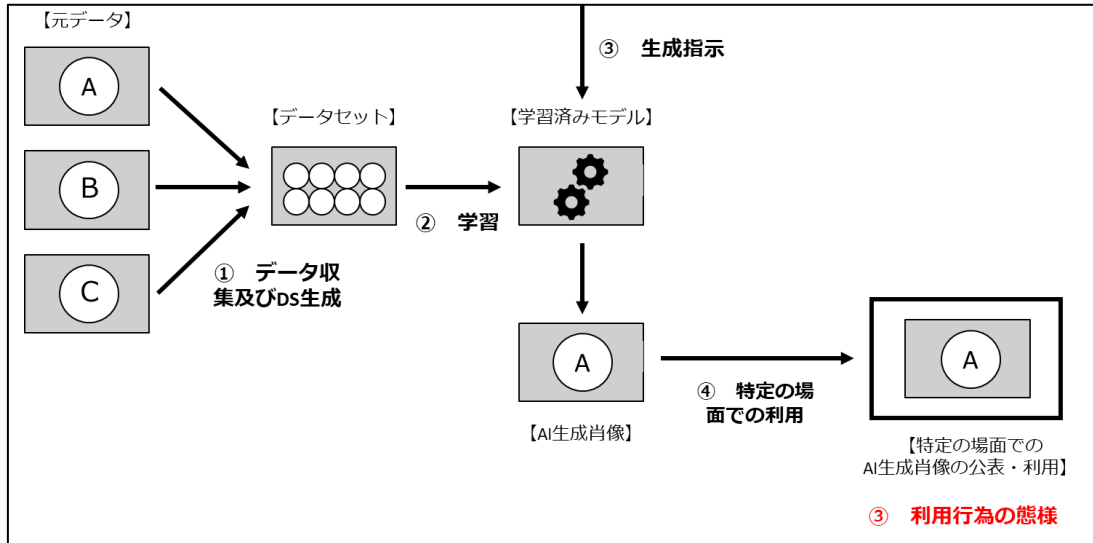 【元データ】
A
B
C
① データ収
集及びDS生成
【データセット】
② 学習
③ 生成指示
【学習済みモデル】
A
【AI生成肖像】
④ 特定の場
面での利用
A
【特定の場面での
AI生成肖像の公表・利用】
③ 利用行為の態様